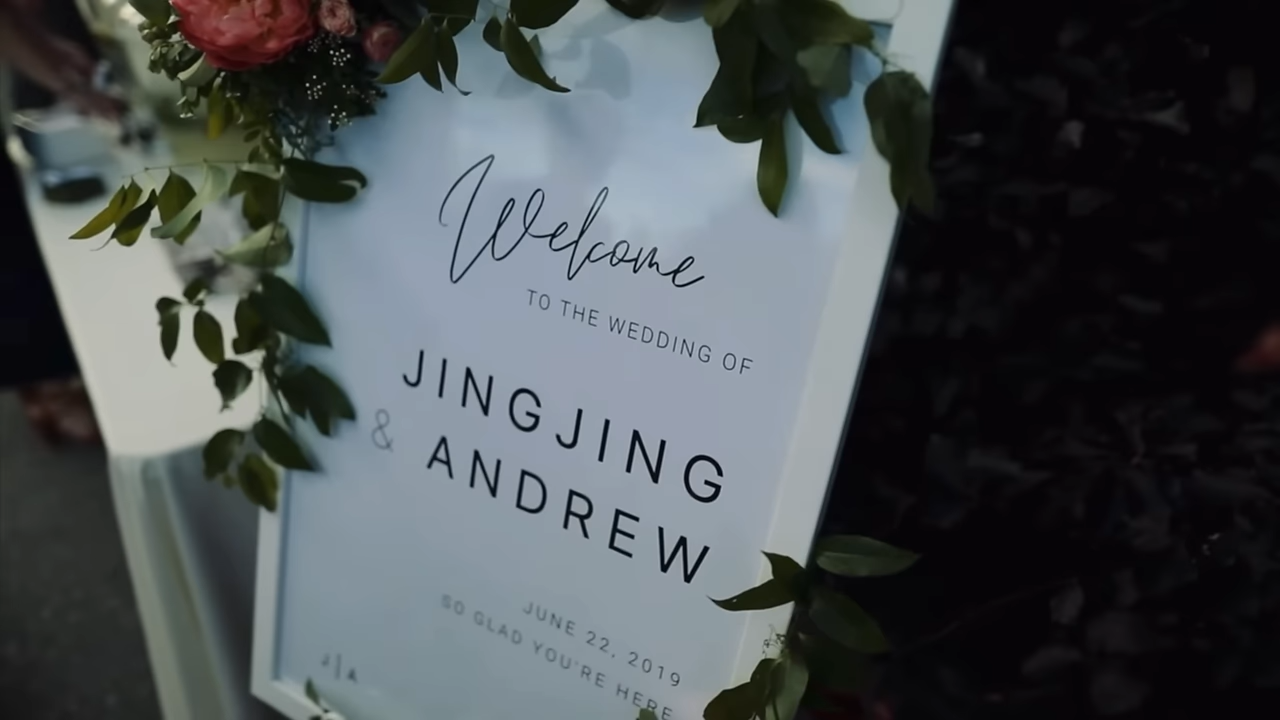 Welcome
TO THE WEDDING OF
JINGJING
& ANDREW
JUNE 22, 2019
SO GLAD YOU'RE HERE
J|A